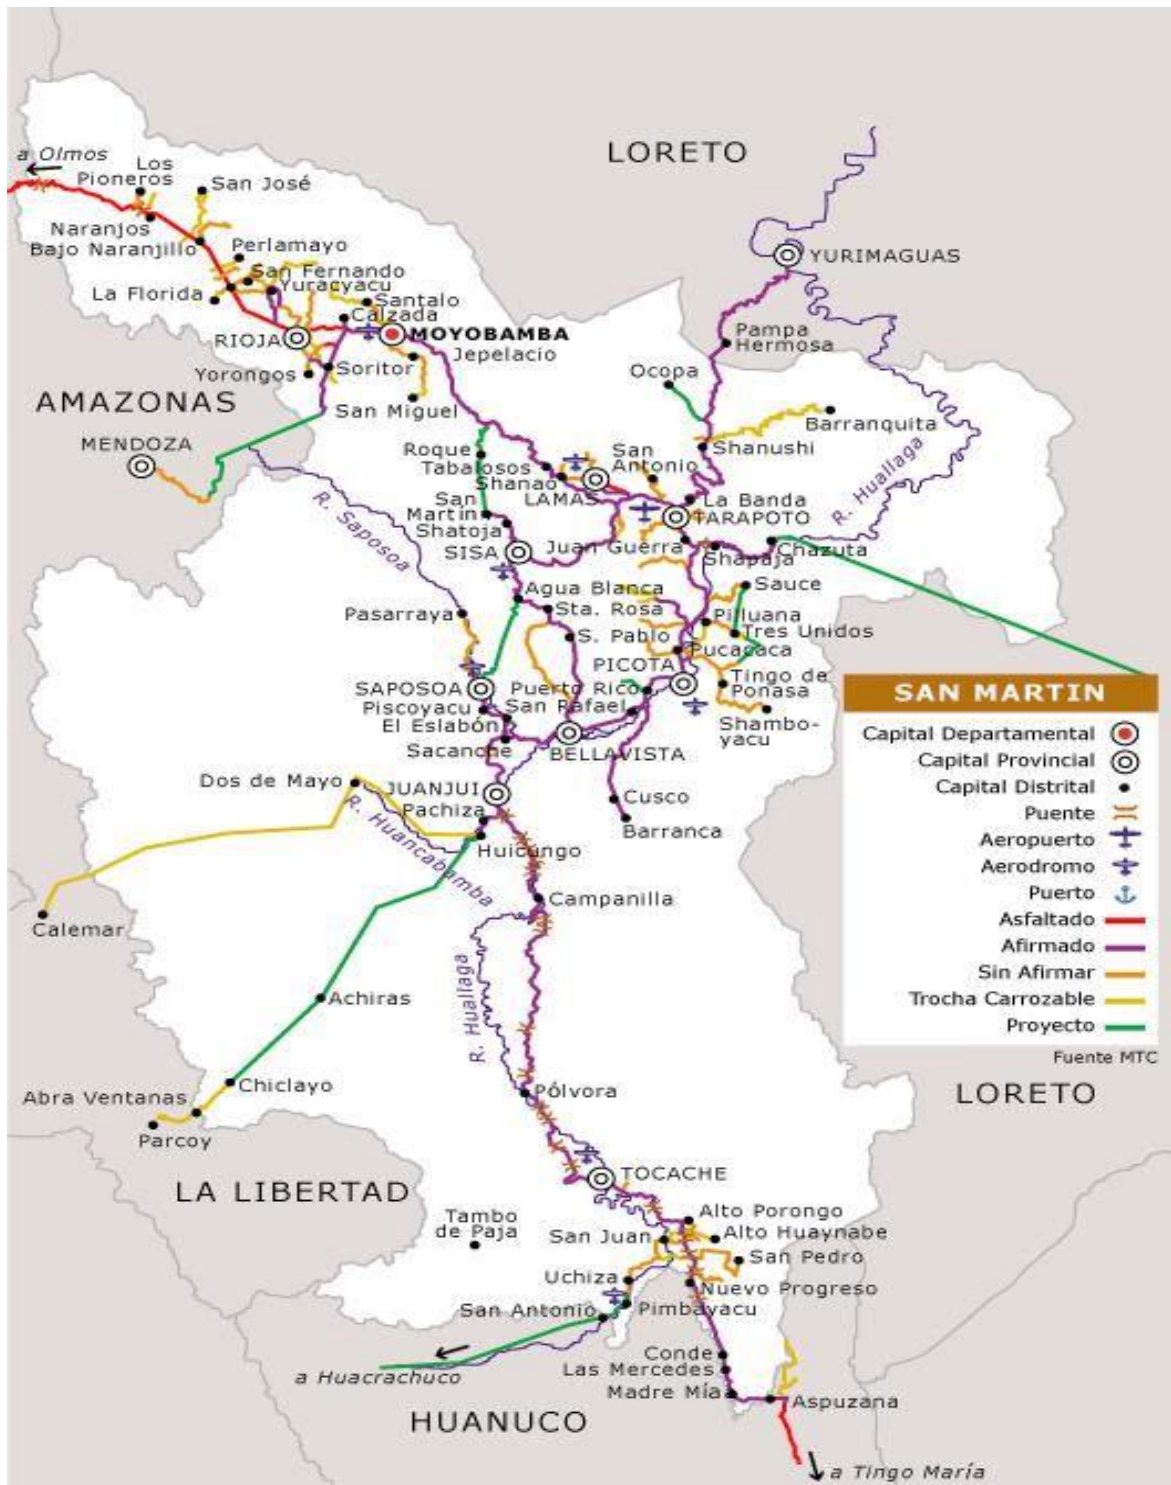 LORETO
a Olmos
Los
Pioneros
San José
Naranjos
Bajo Naranjillo
Perlamayo
San Fernando
Yuracyacu
La Florida
Santalo
Calzada
RIOJA
MOYOBAMBA
Jepelacio
Yorongos
Soritor
San Miguel
YURIMAGUAS
Pampa
Hermosa
Ocopa
Barranquita
Shanushi
AMAZONAS
MENDOZA
Roque
Tabalosos
Shanao
LAMAS
San
Antonio
La Banda
TARAPOTO
R. Huallaga
San
Martin
Shatoja
SISA
Juan Guerra
Shapaja
Chazuta
R. Saposoa
Agua Blanca
Sauce
Pasarraya
Sta. Rosa
Pilluana
S. Pablo
Tres Unidos
Pucacaca
PICOTA
Tingo de
Ponasa
SAPOSOA
Puerto Rico
Piscoyacu
San Rafael
El Eslabón
Shambo-
yacu
Sacanche
BELLAVISTA
Dos de Mayo
JUANJUI
Pachiza
Cusco
Barranca
R. Huancabamba
Huicungo
Campanilla
Calemar
R. Huallaga
Achiras
Chiclayo
Abra Ventanas
Parcoy
Pólvora
LA LIBERTAD
TOCACHE
Tambo
de Paja
Alto Porongo
San Juan
Alto Huaynabe
San Pedro
Uchiza
Nuevo Progreso
San Antonio
Pimbayacu
Conde
a Huacrachuco
Las Mercedes
Madre Mía
Aspuzana
HUANUCO
a Tingo María
SAN MARTIN
Capital Departamental
Capital Provincial
Capital Distrital
Puente
Aeropuerto
Aerodromo
Puerto
Asfaltado
Afirmado
Sin Afirmar
Trocha Carrozable
Proyecto
Fuente MTC
LORETO